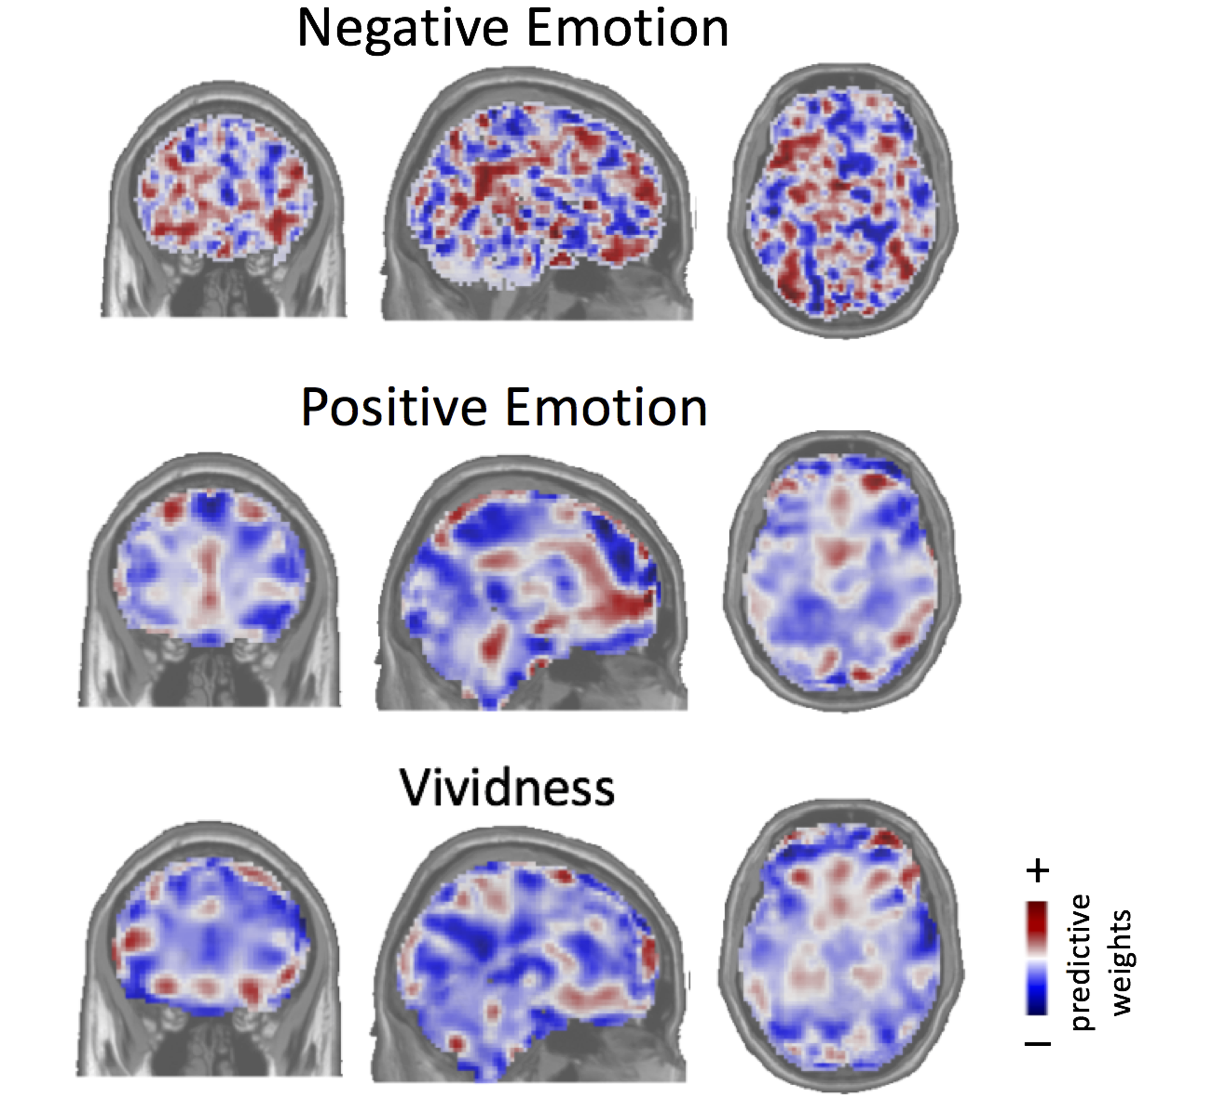 Negative Emotion
Positive Emotion
Vividness
+
predictive
weights
–